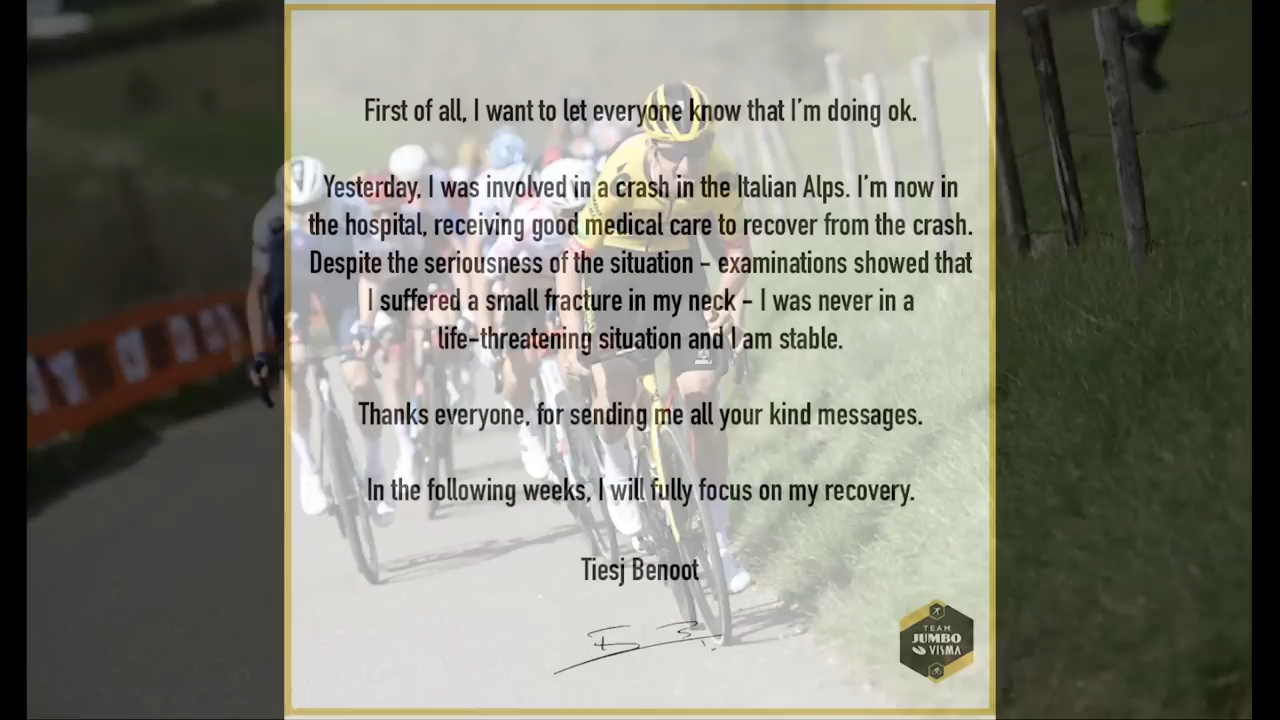 First of all, I want to let everyone know that I'm doing ok.
Yesterday, I was involved in a crash in the Italian Alps. I'm now in
the hospital, receiving good medical care to recover from the crash.
Despite the seriousness of the situation – examinations showed that
I suffered a small fracture in my neck – I was never in a
life-threatening situation and I am stable.
Thanks everyone, for sending me all your kind messages.
In the following weeks, I will fully focus on my recovery.
Tiesj Benoot
TEAM
JUMBO
VISMA